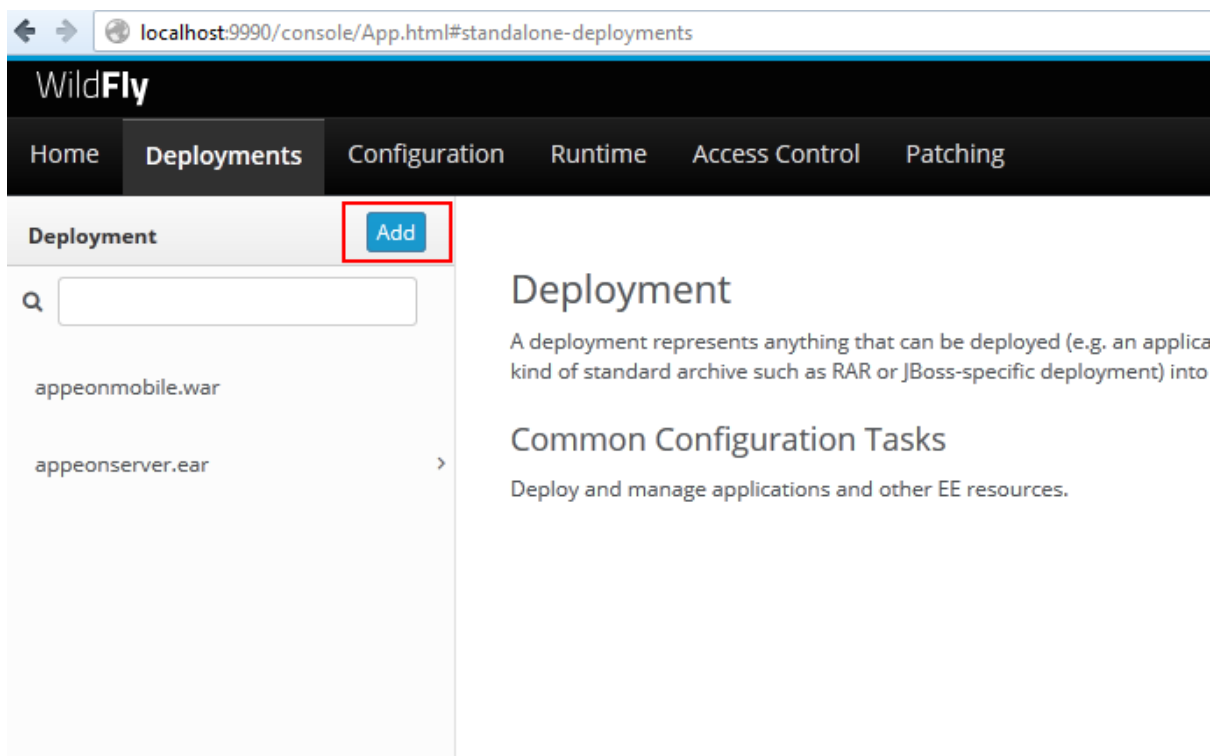 localhost:9990/console/App.html#standalone-deployments
WildFly
Home Deployments Configuration Runtime Access Control Patching
Deployment Add
Deployment
A deployment represents anything that can be deployed (e.g. an applica
kind of standard archive such as RAR or JBoss-specific deployment) into
appeonmobile.war
Common Configuration Tasks
appeonserver.ear
Deploy and manage applications and other EE resources.